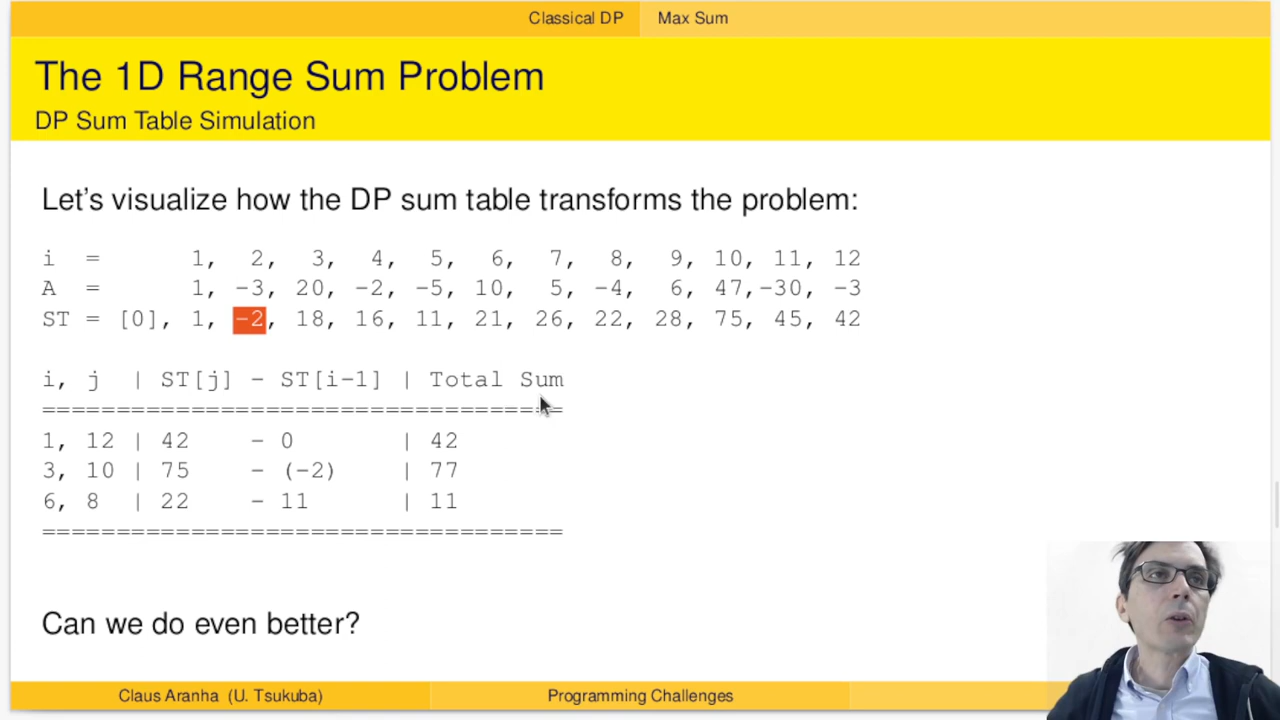 Classical DP Max Sum
The 1D Range Sum Problem
DP Sum Table Simulation
Let's visualize how the DP sum table transforms the problem:
i = 1, 2, 3, 4, 5, 6, 7, 8, 9, 10, 11, 12
A = 1, -3, 20, -2, -5, 10, 5, -4, 6, 47,-30, -3
ST = [0], 1, -2, 18, 16, 11, 21, 26, 22, 28, 75, 45, 42
i, j | ST[j] - ST[i-1] | Total Sum
===================================
1, 12 | 42 - 0 | 42
3, 10 | 75 - (-2) | 77
6, 8 | 22 - 11 | 11
===================================
Can we do even better?
Claus Aranha (U. Tsukuba) Programming Challenges